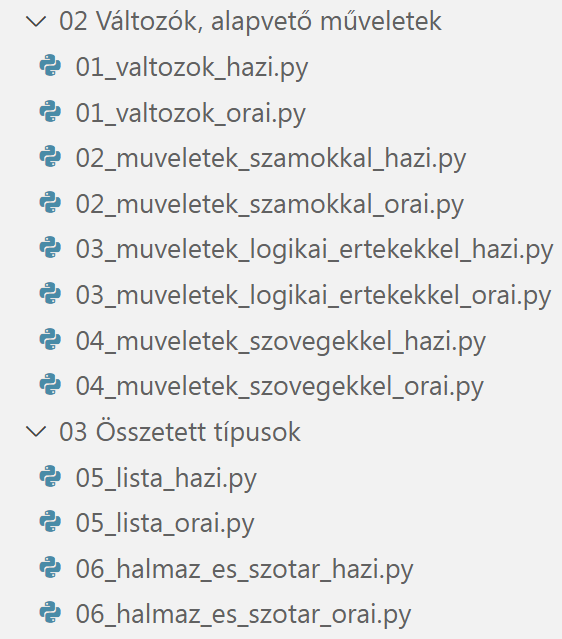 02 Változók, alapvető műveletek
01_valtozok_hazi.py
01_valtozok_orai.py
02_muveletek_szamokkal_hazi.py
02_muveletek_szamokkal_orai.py
03_muveletek_logikai_ertekekkel_hazi.py
03_muveletek_logikai_ertekekkel_orai.py
04_muveletek_szovegekkel_hazi.py
04_muveletek_szovegekkel_orai.py
03 Összetett típusok
05_lista_hazi.py
05_lista_orai.py
06_halmaz_es_szotar_hazi.py
06_halmaz_es_szotar_orai.py